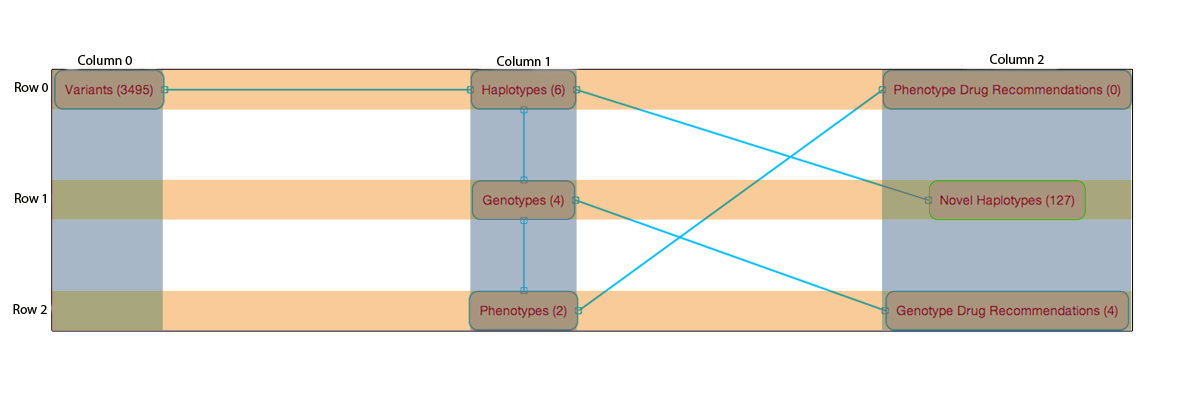 Column 0
Column 1
Column 2
Row 0
Variants (3495)
Haplotypes (6)
Phenotype Drug Recommendations (0)
Row 1
Genotypes (4)
Novel Haplotypes (127)
Row 2
Phenotypes (2)
Genotype Drug Recommendations (4)